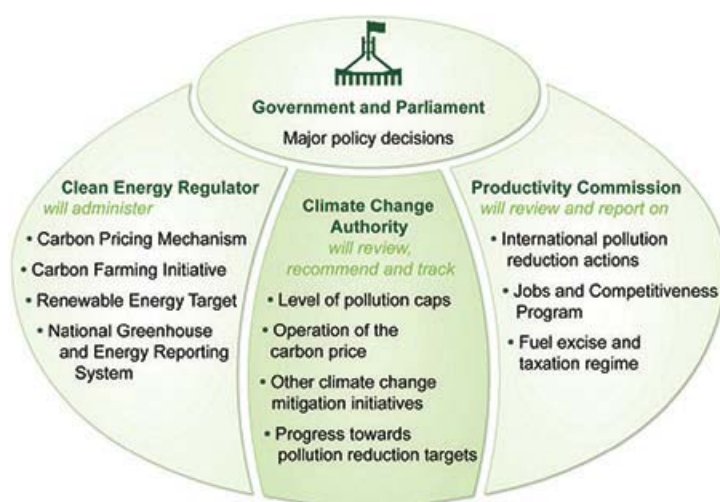 Government and Parliament
Major policy decisions
Clean Energy Regulator
will administer
• Carbon Pricing Mechanism
• Carbon Farming Initiative
• Renewable Energy Target
• National Greenhouse
and Energy Reporting
System
Climate Change
Authority
will review,
recommend and track
• Level of pollution caps
• Operation of the
carbon price
• Other climate change
mitigation initiatives
• Progress towards
pollution reduction targets
Productivity Commission
will review and report on
• International pollution
reduction actions
• Jobs and Competitiveness
Program
• Fuel excise and
taxation regime